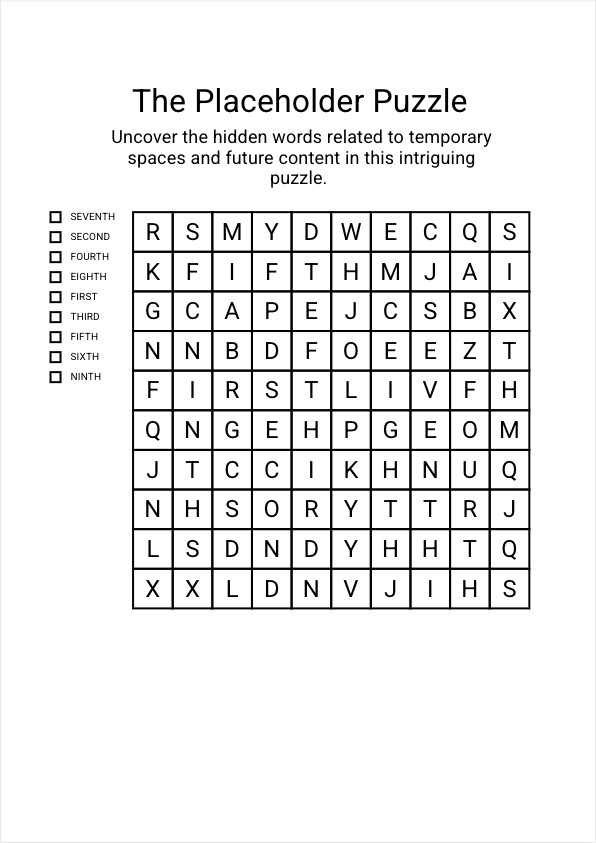 The Placeholder Puzzle
Uncover the hidden words related to temporary
spaces and future content in this intriguing
puzzle.
SEVENTH
SECOND
FOURTH
EIGHTH
FIRST
THIRD
FIFTH
SIXTH
NINTH
R S M Y D W E C Q S
K F I F T H M J A I
G C A P E J C S B X
N N B D F O E E Z T
F I R S T L I V F H
Q N G E H P G E O M
J T C C I K H N U Q
N H S O R Y T T R J
L S D N D Y H H T Q
X X L D N V J I H S